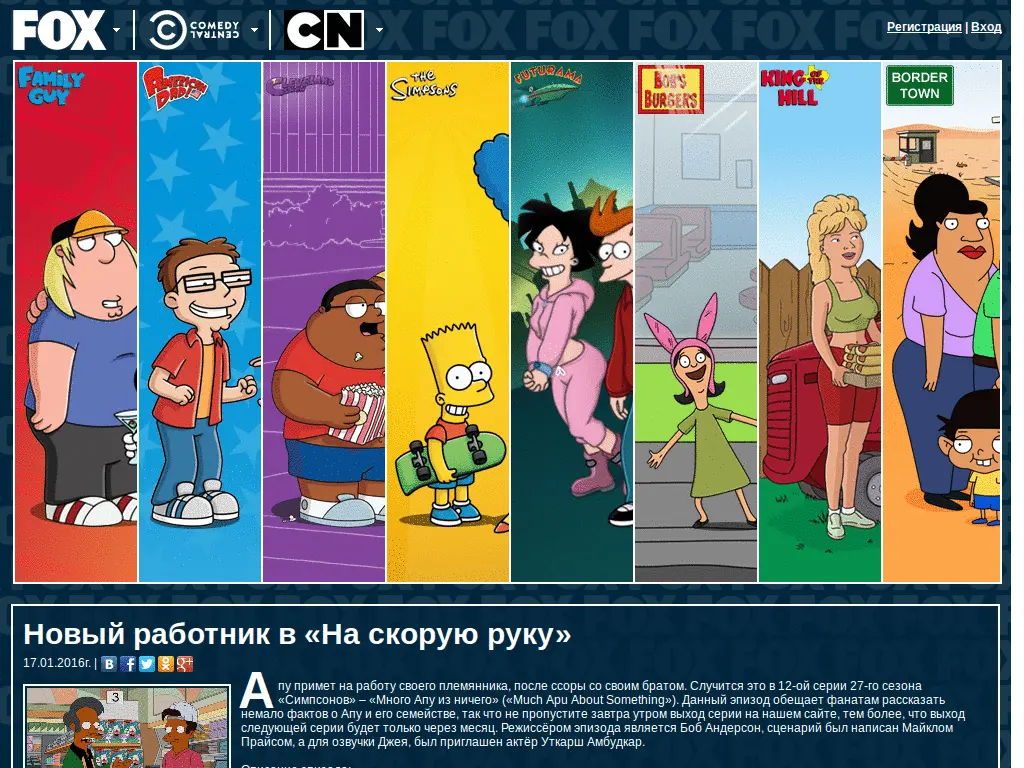 FOX
COMEDY
CENTRAL
CN
Регистрация | Вход
FAMILY
GUY
AMERICAN
DAD!
CLEVELAND
SHOW
THE
SIMPSONS
FUTURAMA
BOB'S
BURGERS
KING OF THE
HILL
BORDER
TOWN
Новый работник в «На скорую руку»
17.01.2016г. |
Апу примет на работу своего племянника, после ссоры со своим братом. Случится это в 12-ой серии 27-го сезона
«Симпсонов» – «Много Апу из ничего» («Much Apu About Something»). Данный эпизод обещает фанатам рассказать
немало фактов о Апу и его семействе, так что не пропустите завтра утром выход серии на нашем сайте, тем более, что выход
следующей серии будет только через месяц. Режиссёром эпизода является Боб Андерсон, сценарий был написан Майклом
Прайсом, а для озвучки Джея, был приглашен актёр Уткарш Амбудкар.
3